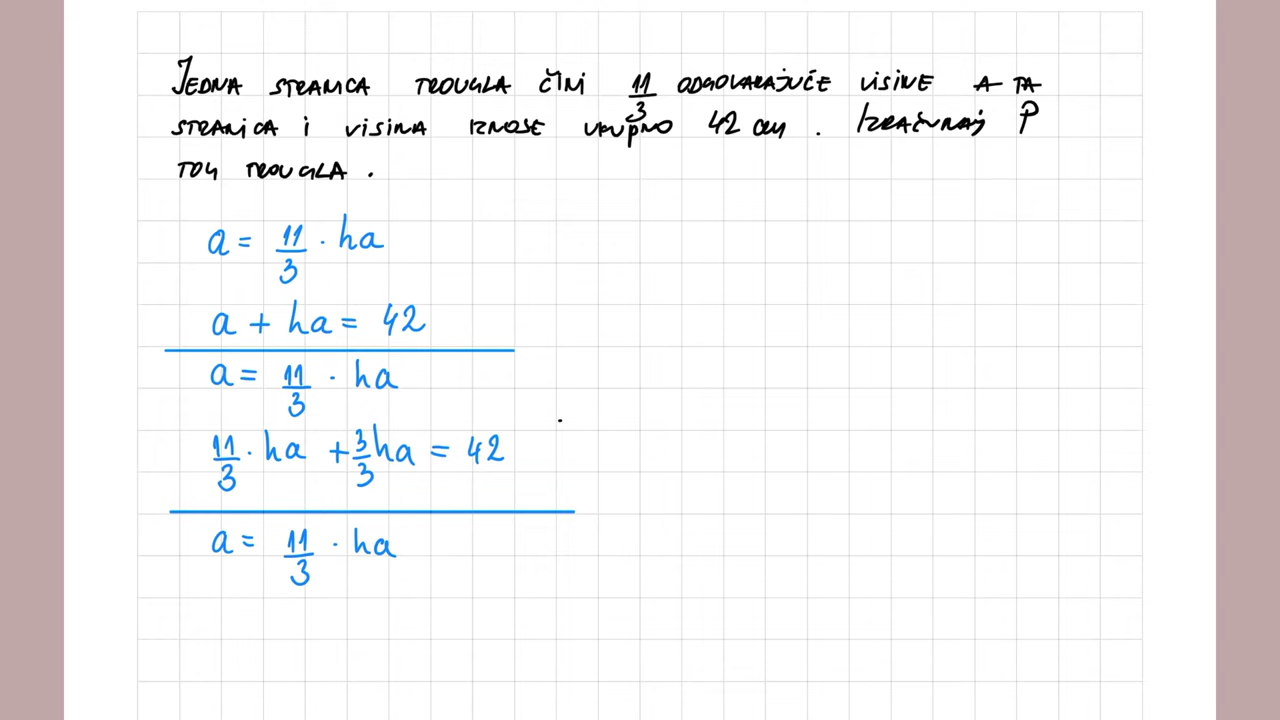 JEDNA STRANICA TROUGLA ČINI 11/3 ODGOVARAJUĆE VISINE A TA
STRANICA I VISINA IZNOSE UKUPNO 42 cm. IZRAČUNAJ P
TOG TROUGLA.
a = 11/3 · ha
a + ha = 42
a = 11/3 · ha
11/3 · ha + 3/3 ha = 42
a = 11/3 · ha